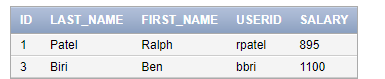 ID LAST_NAME FIRST_NAME USERID SALARY
1 Patel Ralph rpatel 895
3 Biri Ben bbri 1100